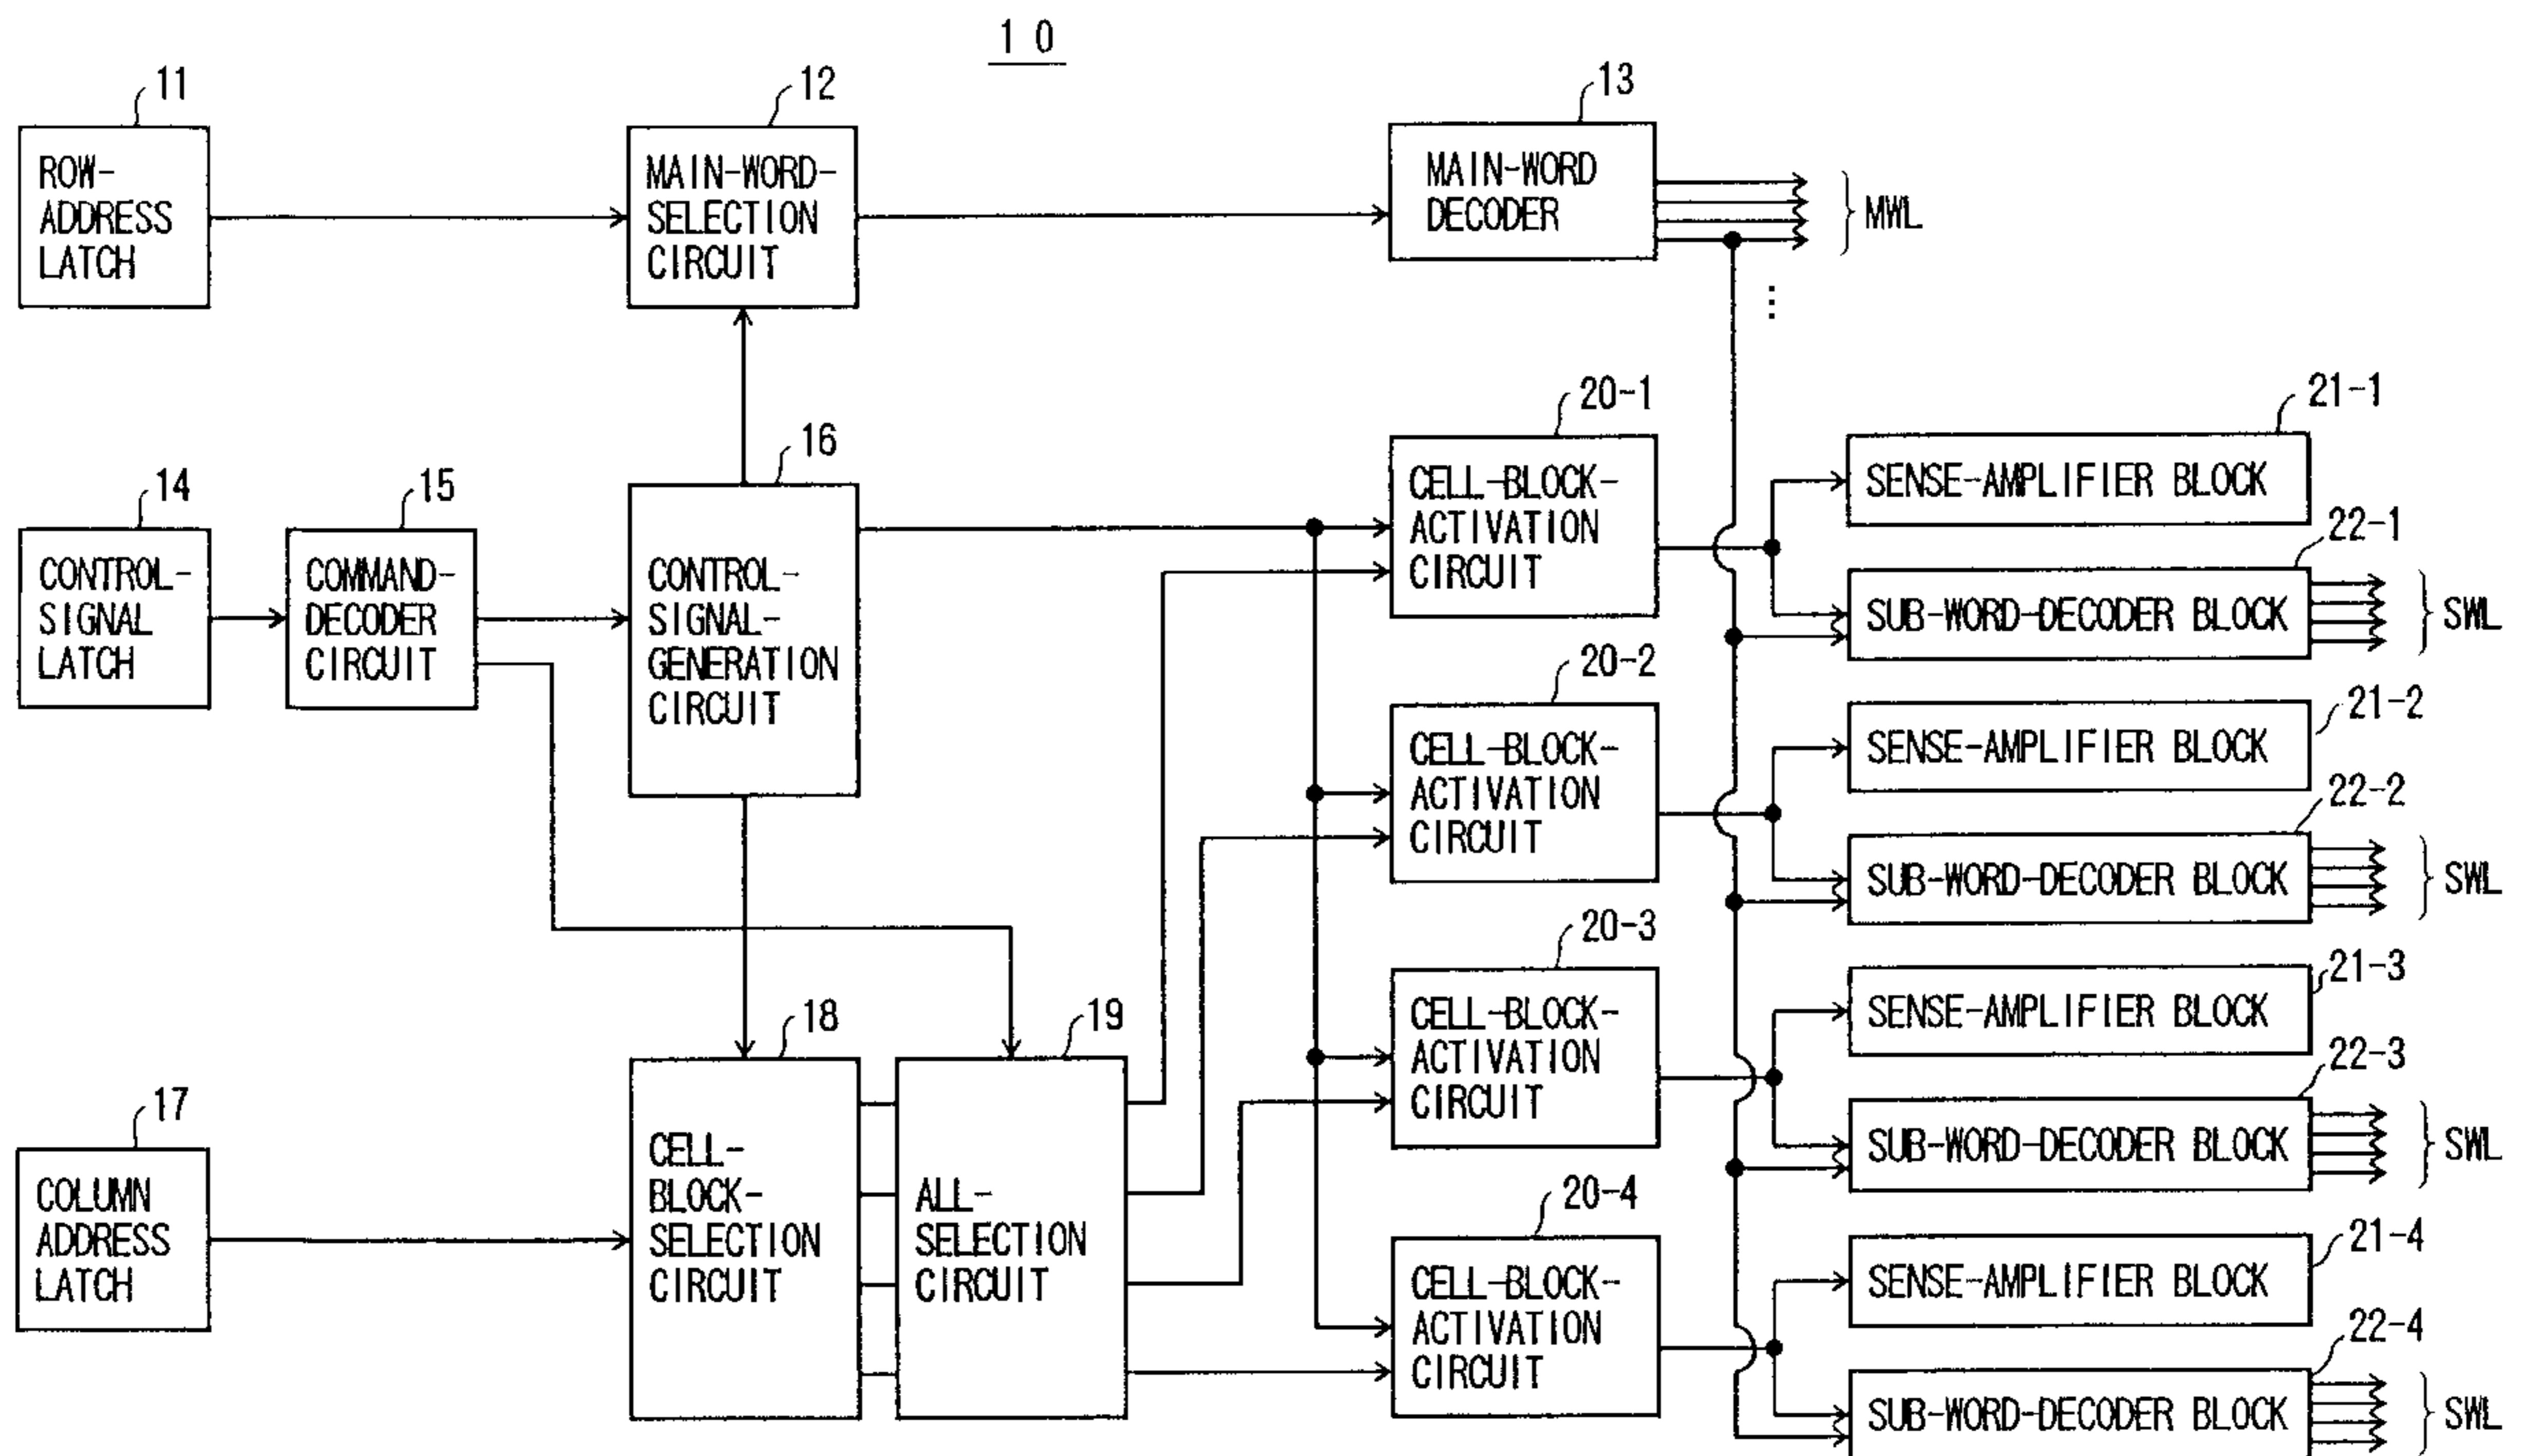 1 0
11
ROW-
ADDRESS
LATCH
12
MAIN-WORD-
SELECTION
CIRCUIT
13
MAIN-WORD
DECODER
MWL
14
CONTROL-
SIGNAL
LATCH
15
COMMAND-
DECODER
CIRCUIT
16
CONTROL-
SIGNAL-
GENERATION
CIRCUIT
17
COLUMN
ADDRESS
LATCH
18
CELL-
BLOCK-
SELECTION
CIRCUIT
19
ALL-
SELECTION
CIRCUIT
20-1
CELL-BLOCK-
ACTIVATION
CIRCUIT
21-1
SENSE-AMPLIFIER BLOCK
22-1
SUB-WORD-DECODER BLOCK
SWL
20-2
CELL-BLOCK-
ACTIVATION
CIRCUIT
21-2
SENSE-AMPLIFIER BLOCK
22-2
SUB-WORD-DECODER BLOCK
SWL
20-3
CELL-BLOCK-
ACTIVATION
CIRCUIT
21-3
SENSE-AMPLIFIER BLOCK
22-3
SUB-WORD-DECODER BLOCK
SWL
20-4
CELL-BLOCK-
ACTIVATION
CIRCUIT
21-4
SENSE-AMPLIFIER BLOCK
22-4
SUB-WORD-DECODER BLOCK
SWL